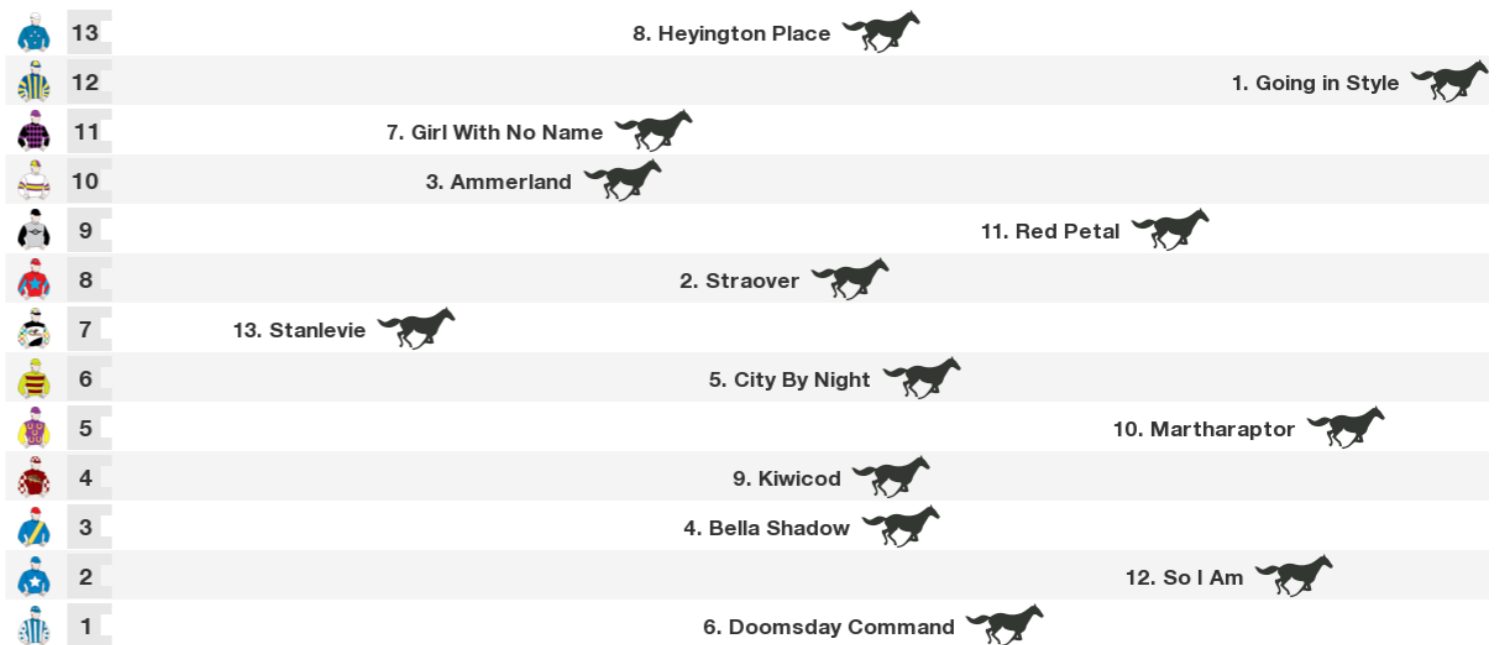 13 8. Heyington Place
12 1. Going in Style
11 7. Girl With No Name
10 3. Ammerland
9 11. Red Petal
8 2. Straover
7 13. Stanlevie
6 5. City By Night
5 10. Martharaptor
4 9. Kiwicod
3 4. Bella Shadow
2 12. So I Am
1 6. Doomsday Command